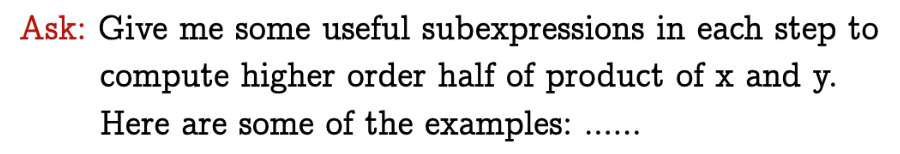 Ask: Give me some useful subexpressions in each step to
compute higher order half of product of x and y.
Here are some of the examples: ......